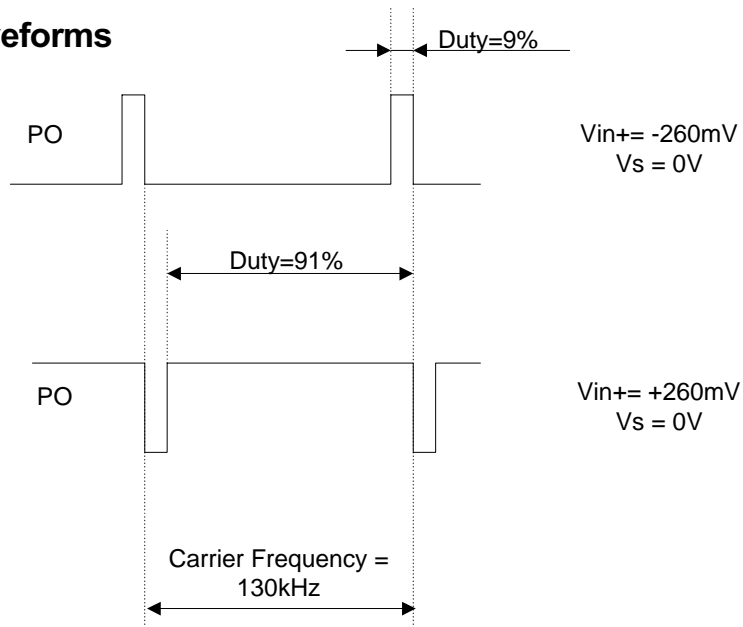 eforms
Duty=9%
PO
Vin+= -260mV
Vs = 0V
Duty=91%
PO
Vin+= +260mV
Vs = 0V
Carrier Frequency =
130kHz